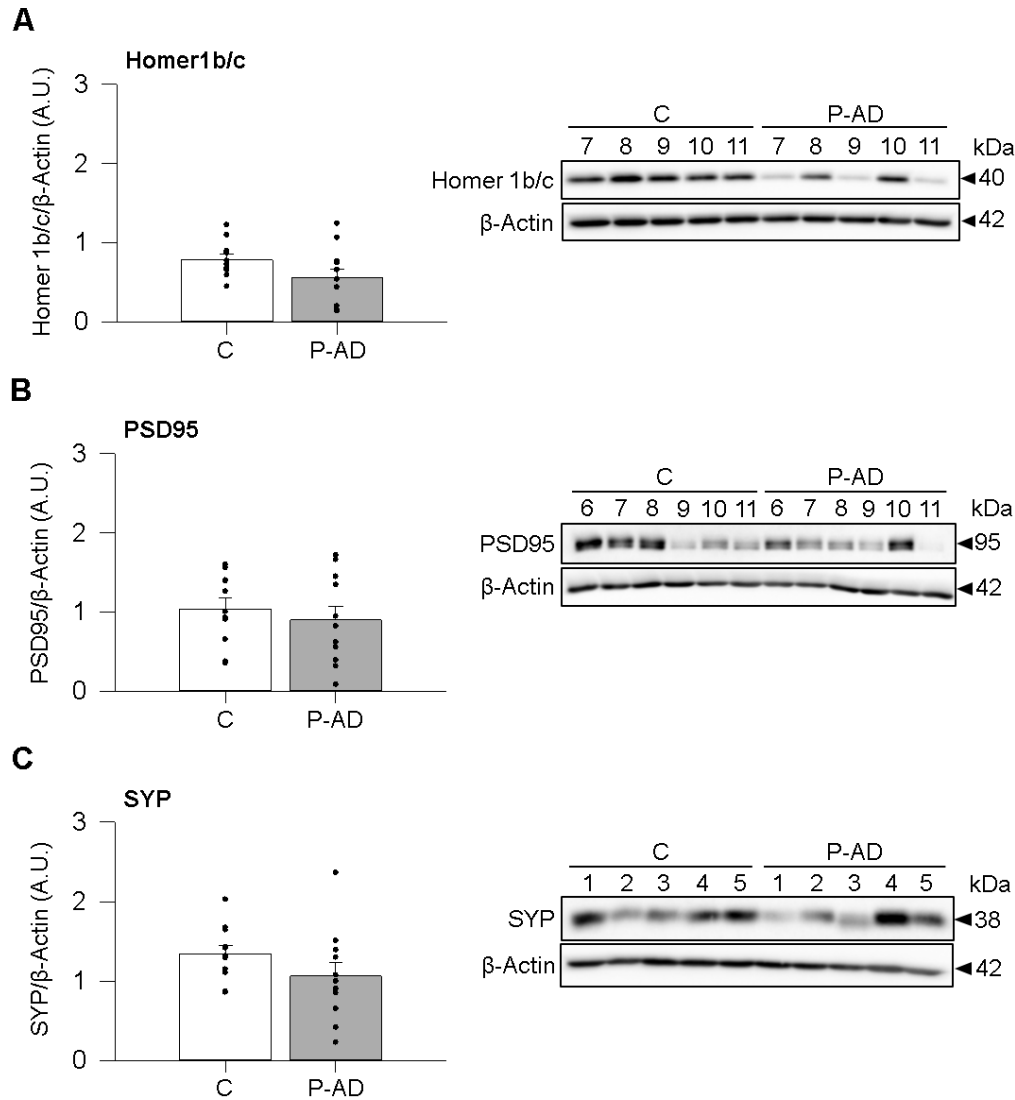 A
Homer1b/c
Homer 1b/c/β-Actin (A.U.)
3
2
1
0
C P-AD
C P-AD
7 8 9 10 11 7 8 9 10 11 kDa
Homer 1b/c 40
β-Actin 42
B
PSD95
PSD95/β-Actin (A.U.)
3
2
1
0
C P-AD
C P-AD
6 7 8 9 10 11 6 7 8 9 10 11 kDa
PSD95 95
β-Actin 42
C
SYP
SYP/β-Actin (A.U.)
3
2
1
0
C P-AD
C P-AD
1 2 3 4 5 1 2 3 4 5 kDa
SYP 38
β-Actin 42